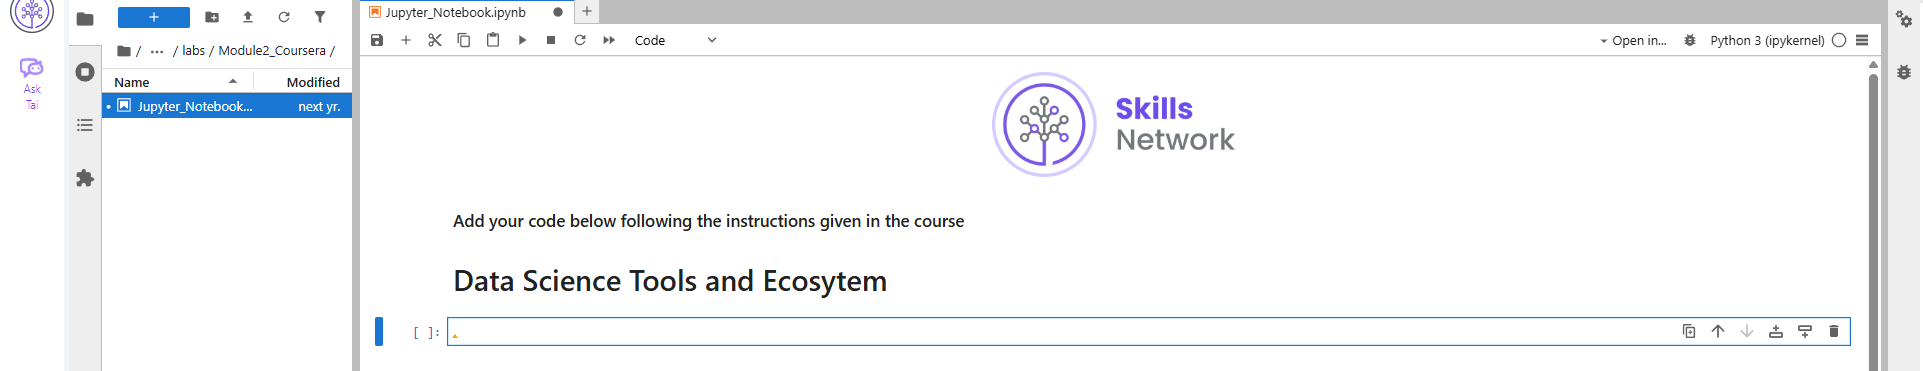 Jupyter_Notebook.ipynb
Code
Open in...
Python 3 (ipykernel)
/ ··· / labs / Module2_Coursera /
Ask
Tai
Name Modified
Jupyter_Notebook... next yr.
Skills
Network
Add your code below following the instructions given in the course
Data Science Tools and Ecosytem
[ ]: